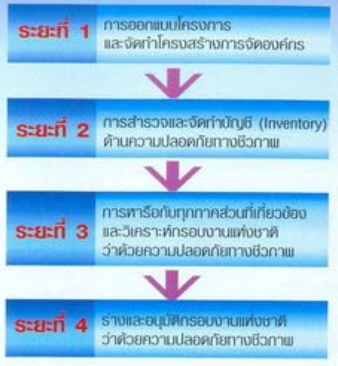 ระยะที่ 1
การออกแบบโครงการ
และจัดทำโครงสร้างการจัดองค์กร
ระยะที่ 2
การสำรวจและจัดทำบัญชี (Inventory)
ด้านความปลอดภัยทางชีวภาพ
ระยะที่ 3
การหารือกับทุกภาคส่วนที่เกี่ยวข้อง
และวิเคราะห์กรอบงานแห่งชาติ
ว่าด้วยความปลอดภัยทางชีวภาพ
ระยะที่ 4
ร่างและอนุมัติกรอบงานแห่งชาติ
ว่าด้วยความปลอดภัยทางชีวภาพ